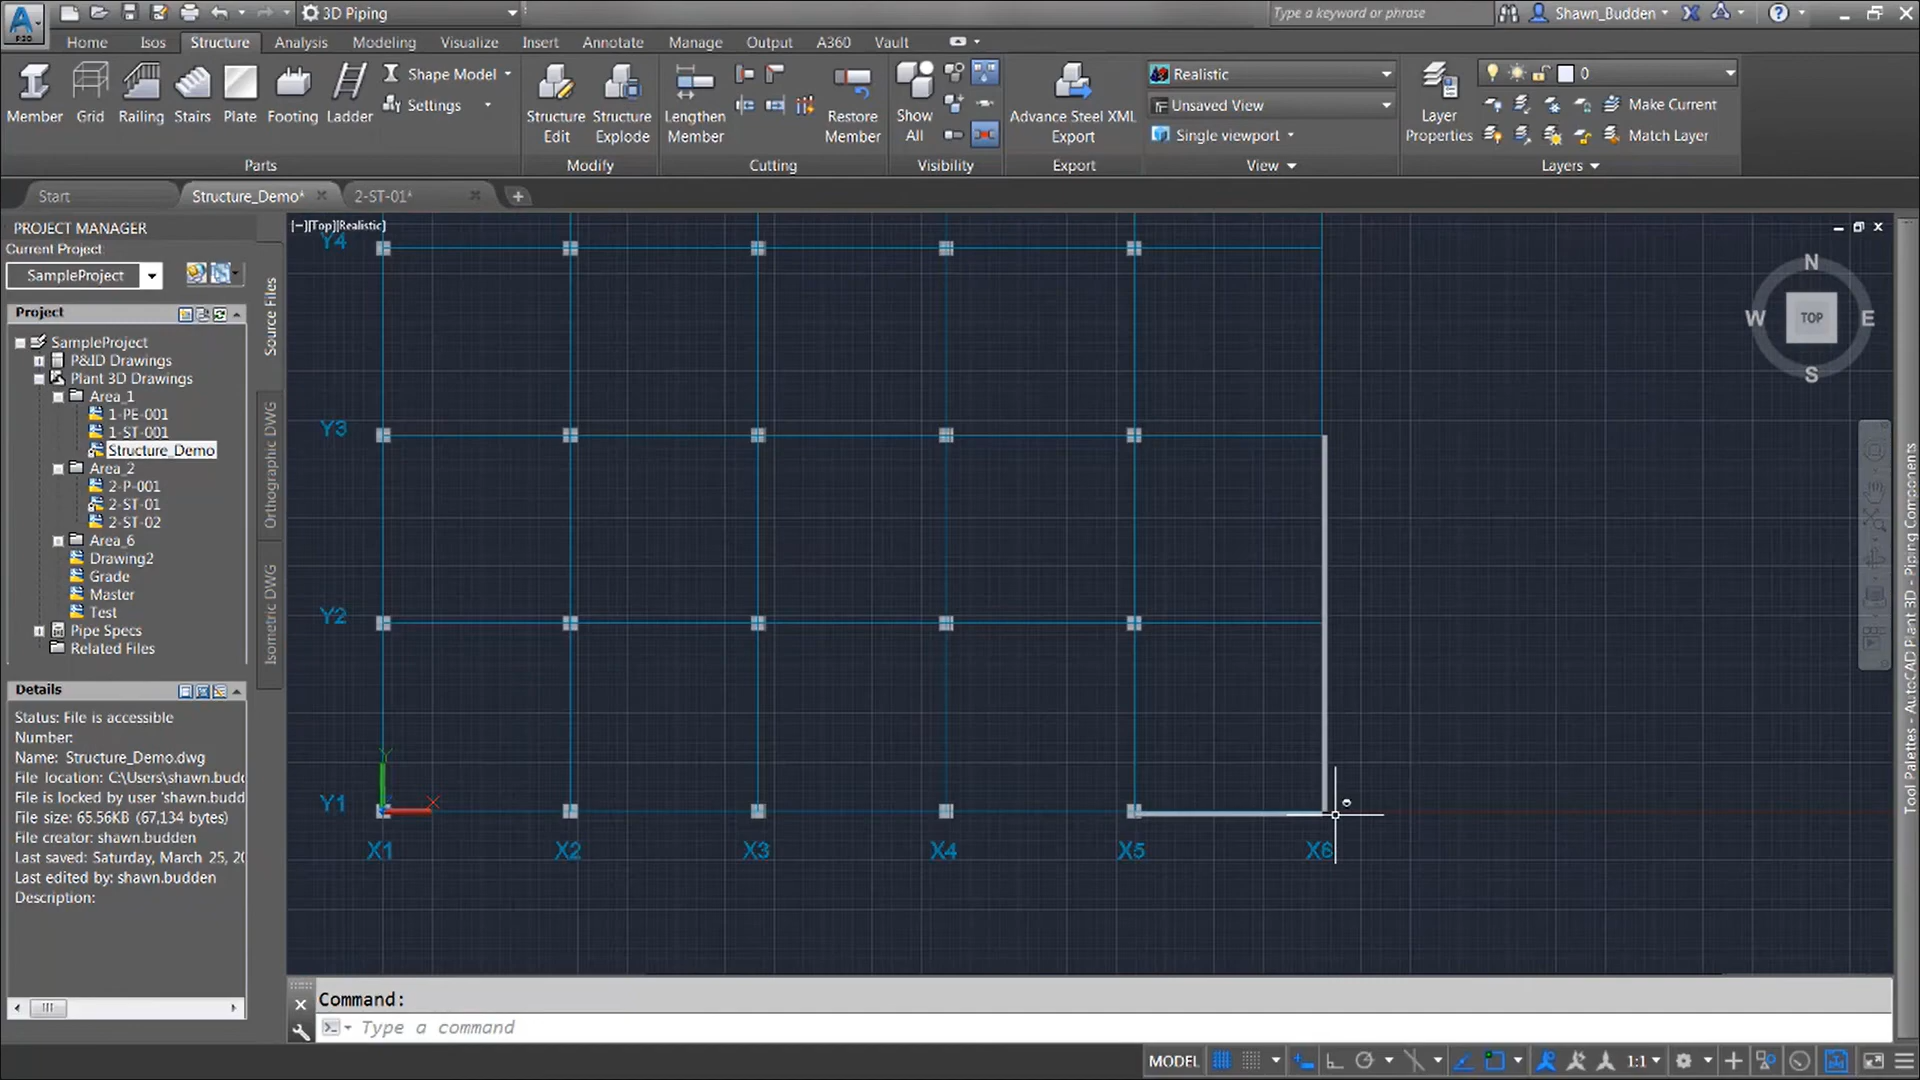 3D Piping
Type a keyword or phrase
Shawn_Budden
P3D
Home Isos Structure Analysis Modeling Visualize Insert Annotate Manage Output A360 Vault
Member
Grid
Railing
Stairs
Plate
Footing
Ladder
Shape Model
Settings
Parts
Structure
Edit
Structure
Explode
Modify
Lengthen
Member
Restore
Member
Cutting
Show
All
Visibility
Advance Steel XML
Export
Export
Realistic
Unsaved View
Single viewport
View
Layer
Properties
0
Make Current
Match Layer
Layers
Start
Structure_Demo*
2-ST-01*
PROJECT MANAGER
Current Project:
SampleProject
Project
SampleProject
P&ID Drawings
Plant 3D Drawings
Area_1
1-PE-001
1-ST-001
Structure_Demo
Area_2
2-P-001
2-ST-01
2-ST-02
Area_6
Drawing2
Grade
Master
Test
Pipe Specs
Related Files
Source Files
Orthographic DWG
Isometric DWG
Details
Status: File is accessible
Number:
Name: Structure_Demo.dwg
File location: C:\Users\shawn.budd
File is locked by user 'shawn.budd
File size: 65.56KB (67,134 bytes)
File creator: shawn.budden
Last saved: Saturday, March 25, 20
Last edited by: shawn.budden
Description:
[−][Top][Realistic]
Y4
Y3
Y2
Y1
Y
X
X1 X2 X3 X4 X5 X6
N
W TOP E
S
Tool Palettes - AutoCAD Plant 3D - Piping Components
Command:
Type a command
MODEL
1:1